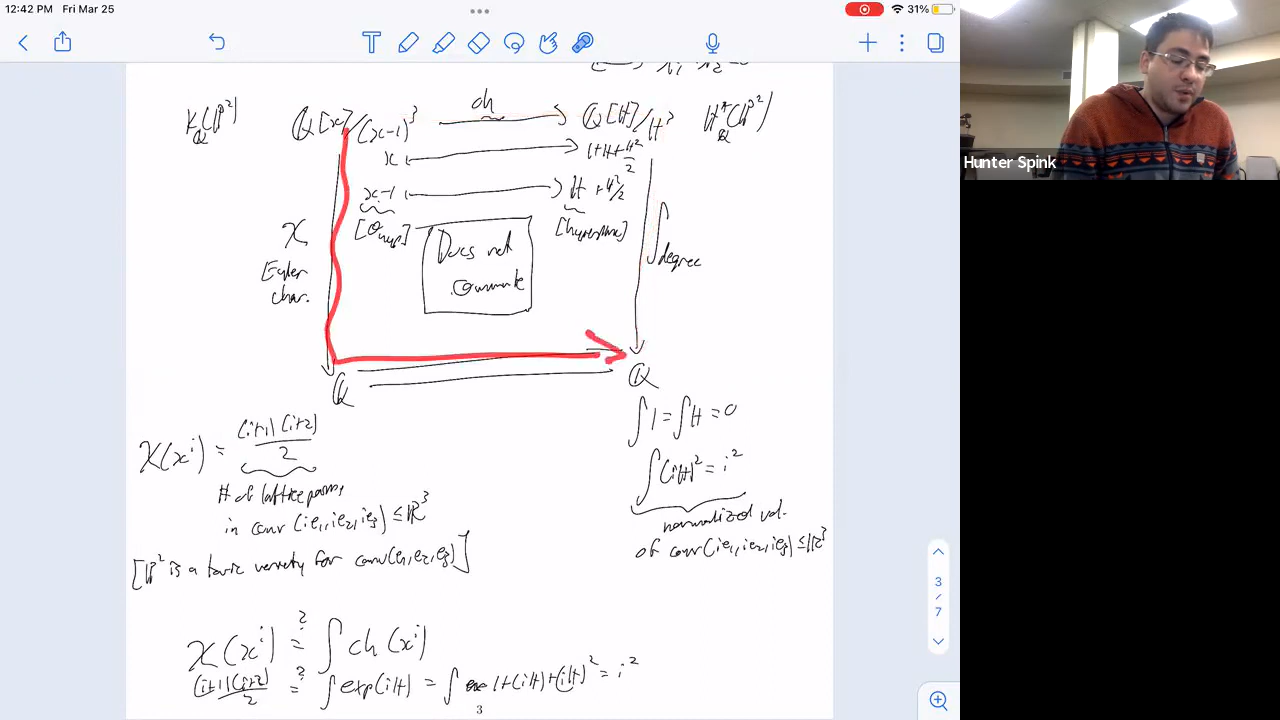 12:42 PM Fri Mar 25
31%
K_Q(P²) Q[x]/(x-1)³ ch Q[H]/H³ H*_Q(P²)
x 1+H+H²/2
x-1 H+H²/2
[O_hyp] [hyperplane]
χ
Euler
char.
Does not
commute
∫ degree
Q Q
∫1 = ∫H = 0
χ(xⁱ) = (i+1)(i+2)/2
∫(iH)² = i²
# of lattice points
in conv(ie₁,ie₂,ie₃) ⊆ R³
normalized vol.
of conv(ie₁,ie₂,ie₃) ⊆ R³
[P² is a toric variety for conv(e₁,e₂,e₃)]
χ(xⁱ) ?= ∫ch(xⁱ)
(i+1)(i+2)/2 ?= ∫exp(iH) = ∫ 1+(iH)+(iH)² = i²
3
3
/
7
Hunter Spink